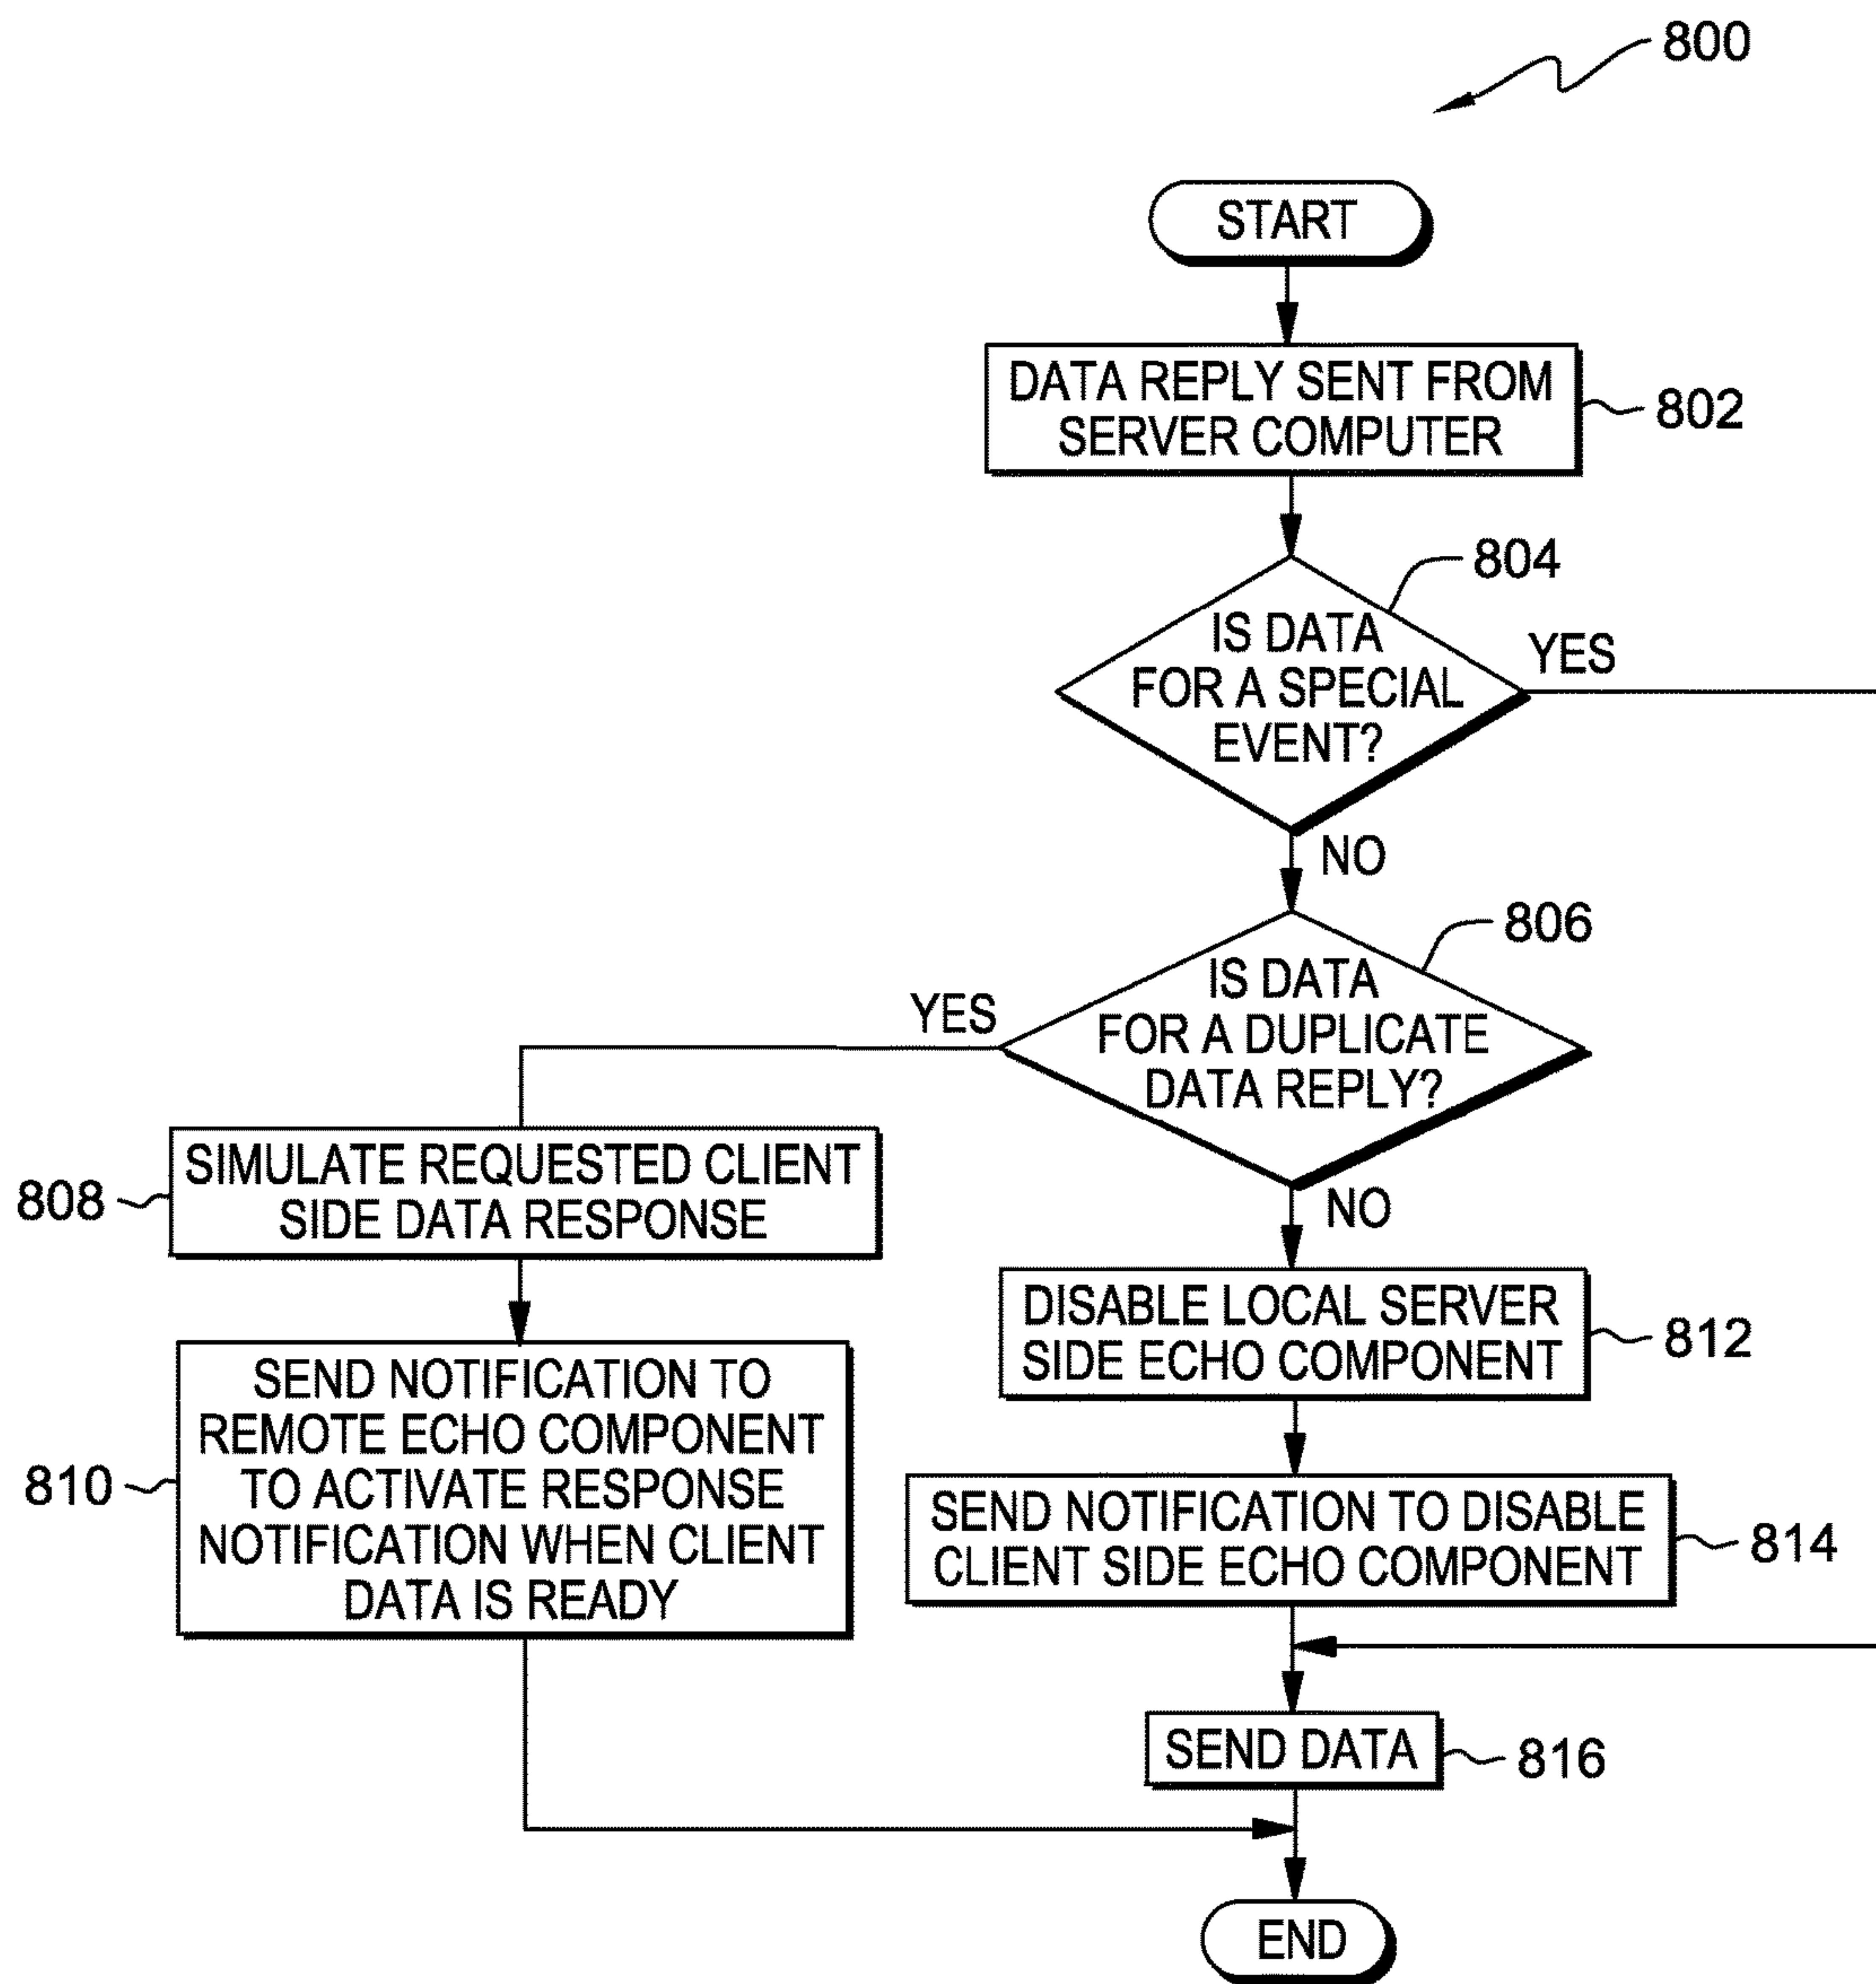 800
START
DATA REPLY SENT FROM
SERVER COMPUTER
802
804
IS DATA
FOR A SPECIAL
EVENT?
YES
NO
806
IS DATA
FOR A DUPLICATE
DATA REPLY?
YES
NO
SIMULATE REQUESTED CLIENT
SIDE DATA RESPONSE
808
DISABLE LOCAL SERVER
SIDE ECHO COMPONENT
812
SEND NOTIFICATION TO
REMOTE ECHO COMPONENT
TO ACTIVATE RESPONSE
NOTIFICATION WHEN CLIENT
DATA IS READY
810
SEND NOTIFICATION TO DISABLE
CLIENT SIDE ECHO COMPONENT
814
SEND DATA
816
END